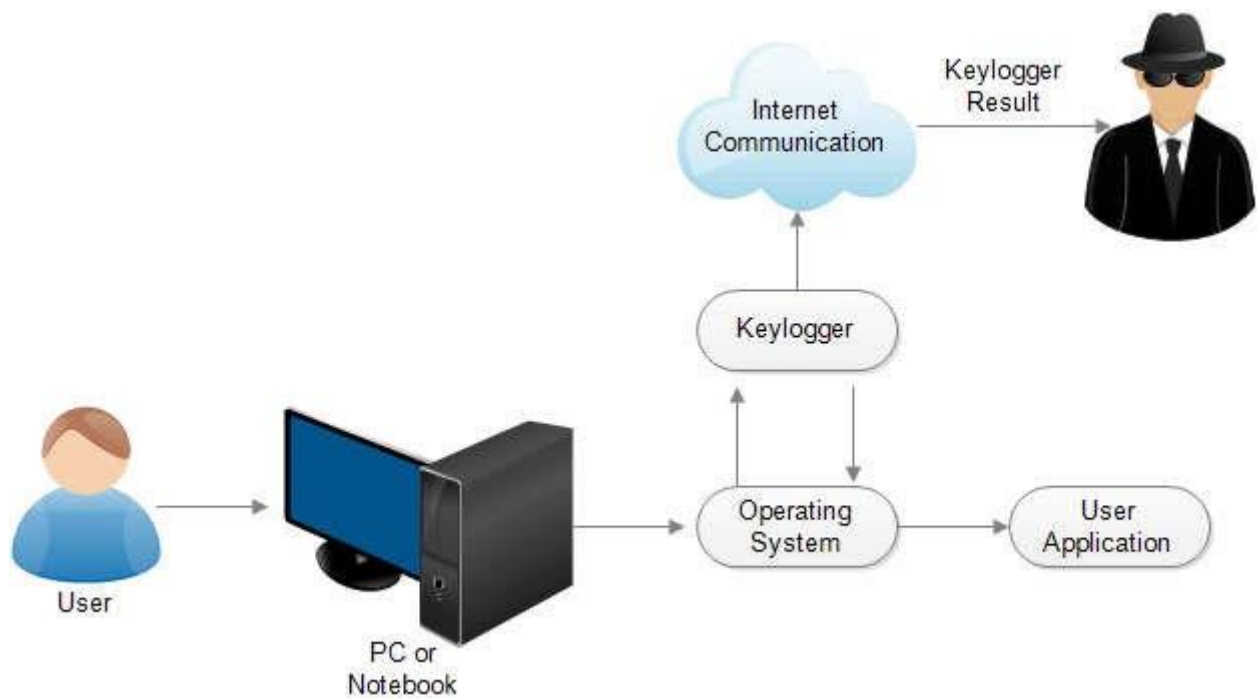 Internet
Communication
Keylogger
Result
Keylogger
Operating
System
User
Application
User
PC or
Notebook